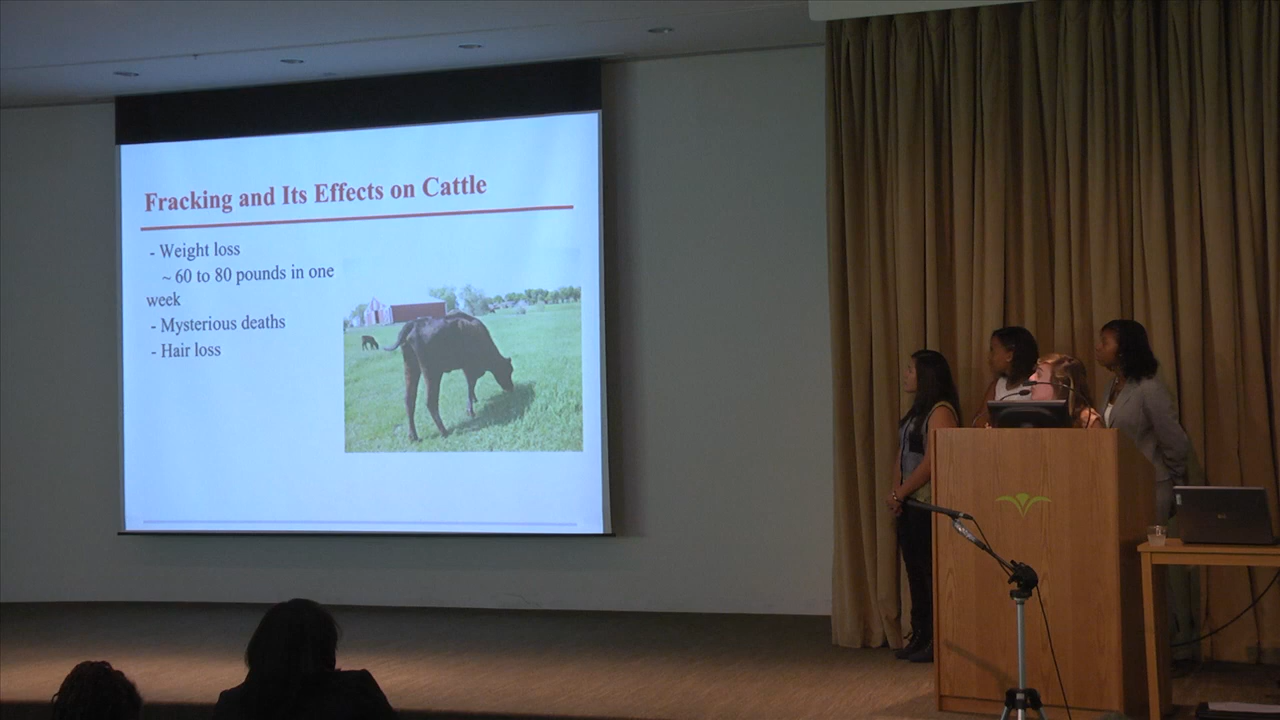 Fracking and Its Effects on Cattle
- Weight loss
~ 60 to 80 pounds in one
week
- Mysterious deaths
- Hair loss